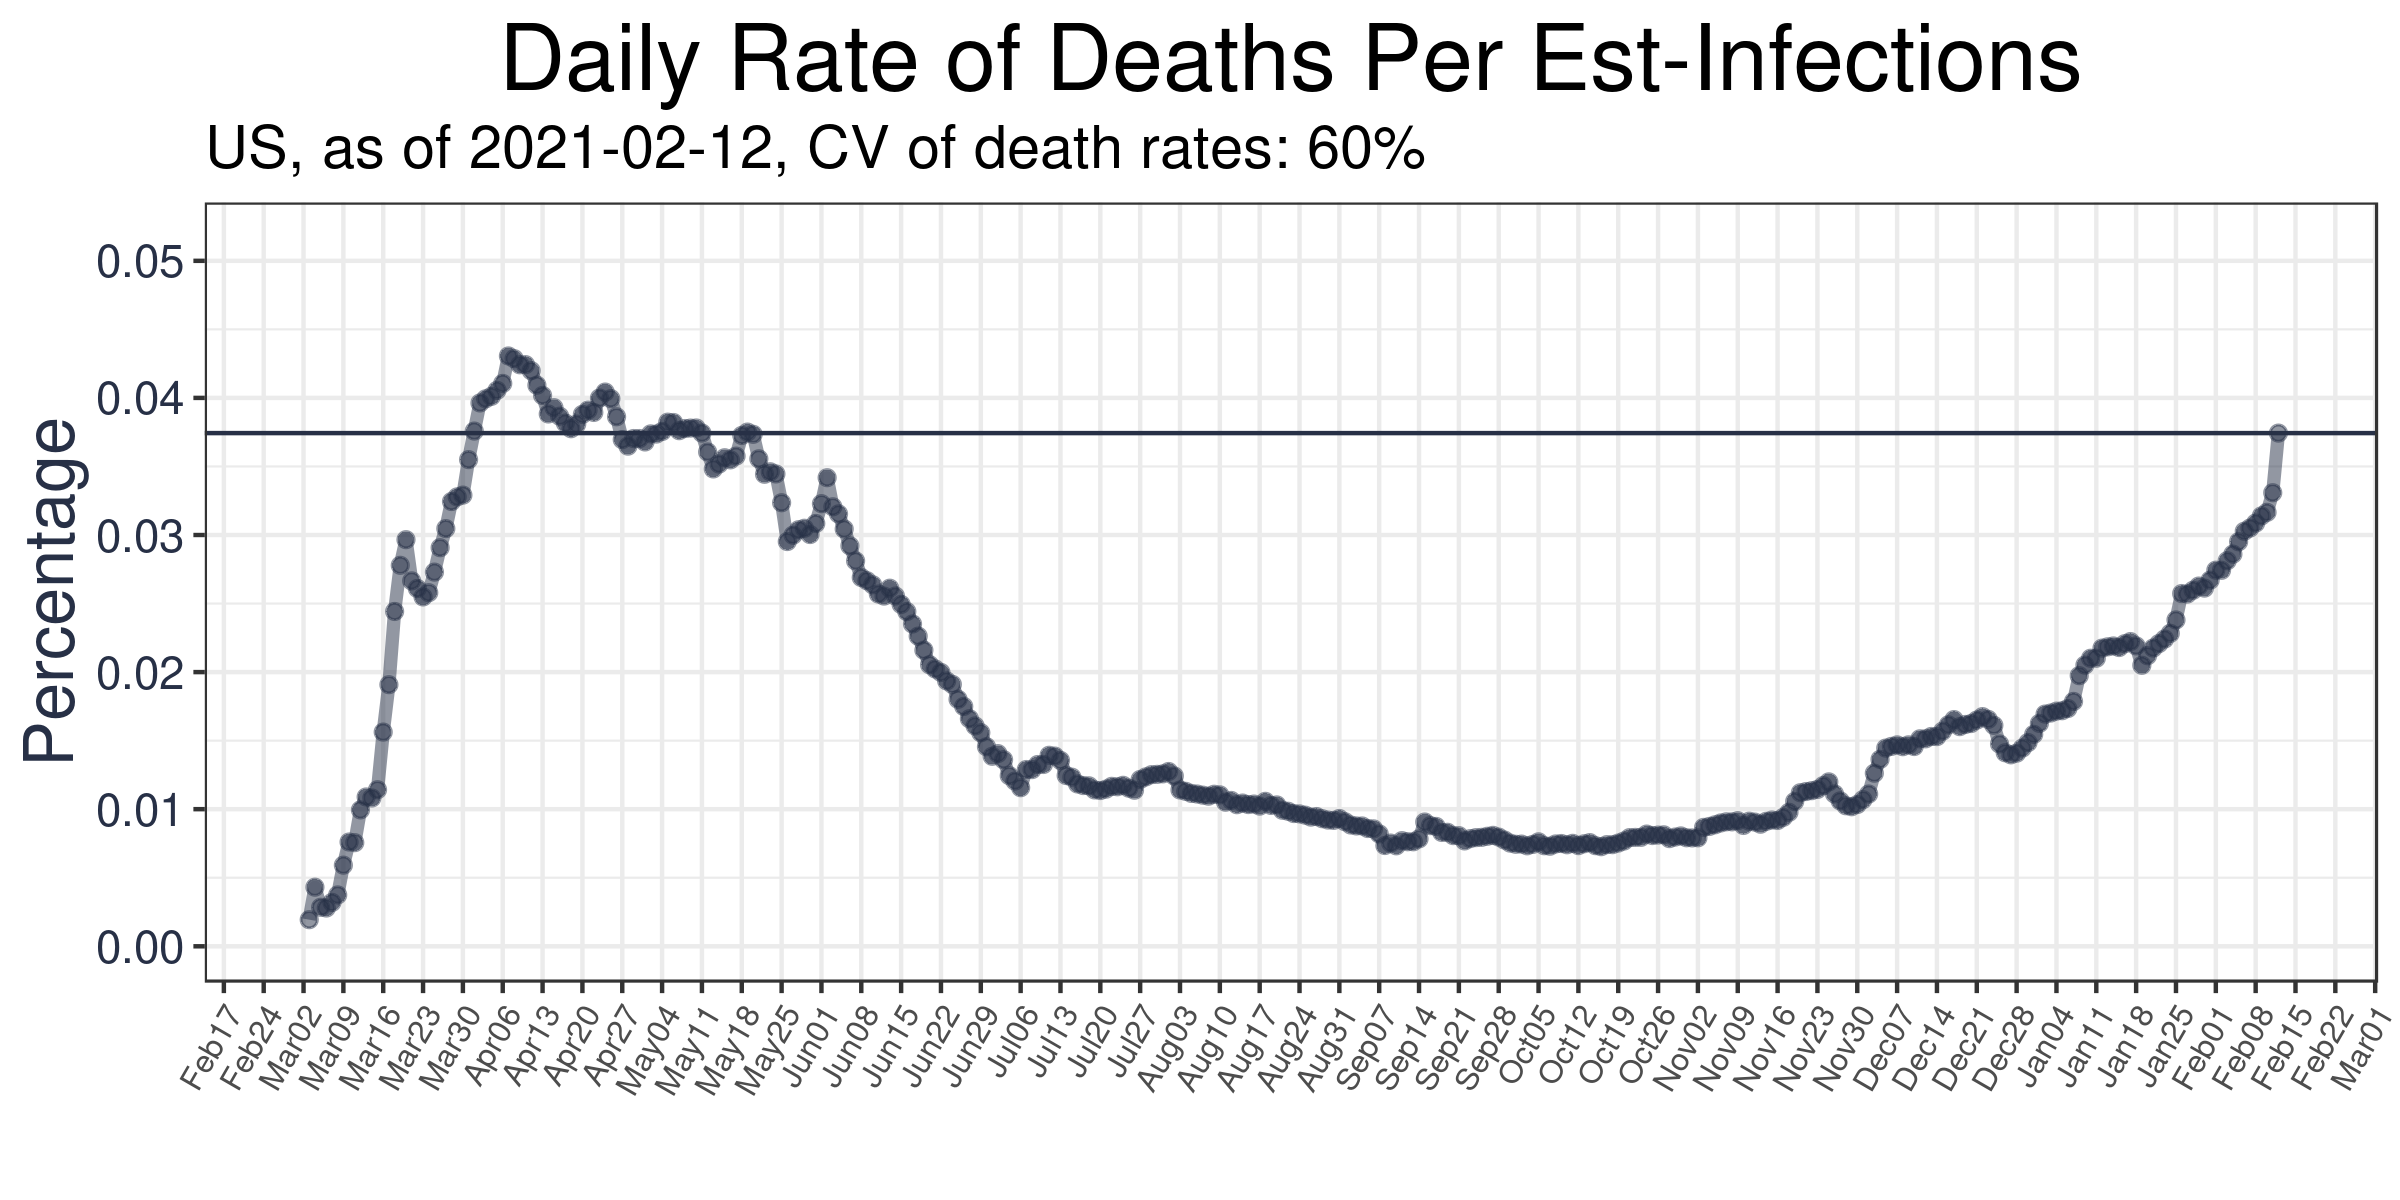 Daily Rate of Deaths Per Est-Infections
US, as of 2021-02-12, CV of death rates: 60%
Percentage
0.05
0.04
0.03
0.02
0.01
0.00
Feb17
Feb24
Mar02
Mar09
Mar16
Mar23
Mar30
Apr06
Apr13
Apr20
Apr27
May04
May11
May18
May25
Jun01
Jun08
Jun15
Jun22
Jun29
Jul06
Jul13
Jul20
Jul27
Aug03
Aug10
Aug17
Aug24
Aug31
Sep07
Sep14
Sep21
Sep28
Oct05
Oct12
Oct19
Oct26
Nov02
Nov09
Nov16
Nov23
Nov30
Dec07
Dec14
Dec21
Dec28
Jan04
Jan11
Jan18
Jan25
Feb01
Feb08
Feb15
Feb22
Mar01